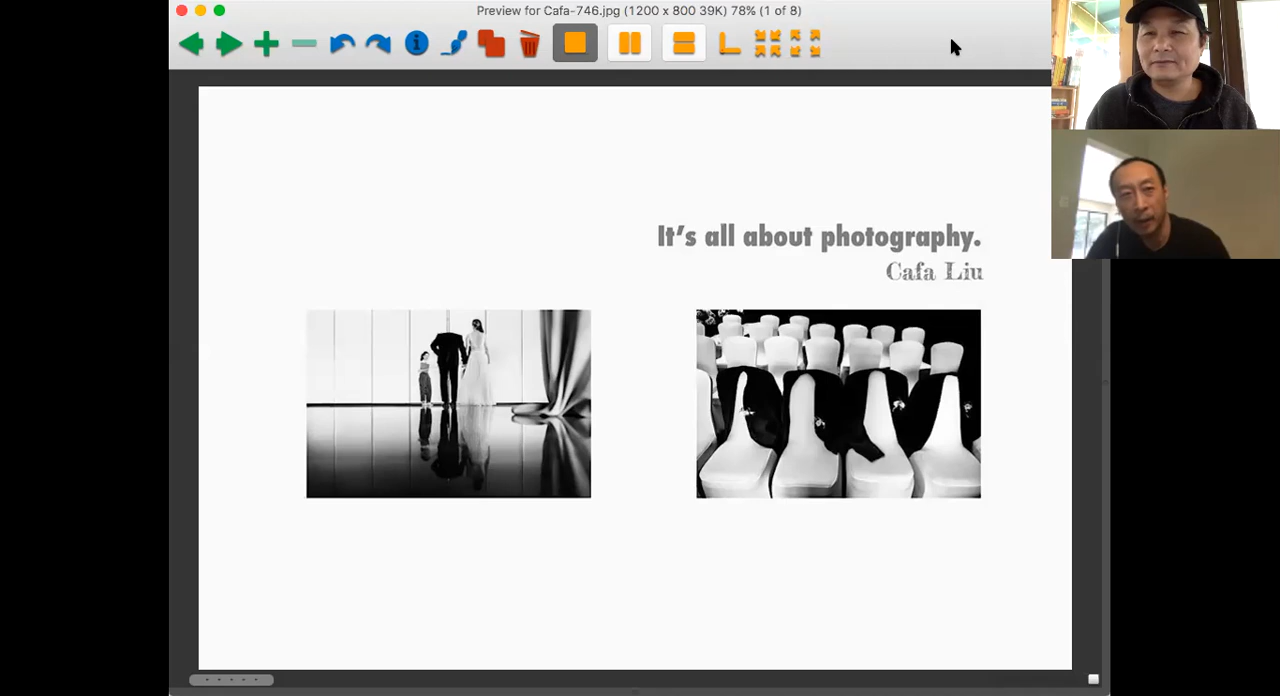 Preview for Cafa-746.jpg (1200 x 800 39K) 78% (1 of 8)
It's all about photography.
Cafa Liu